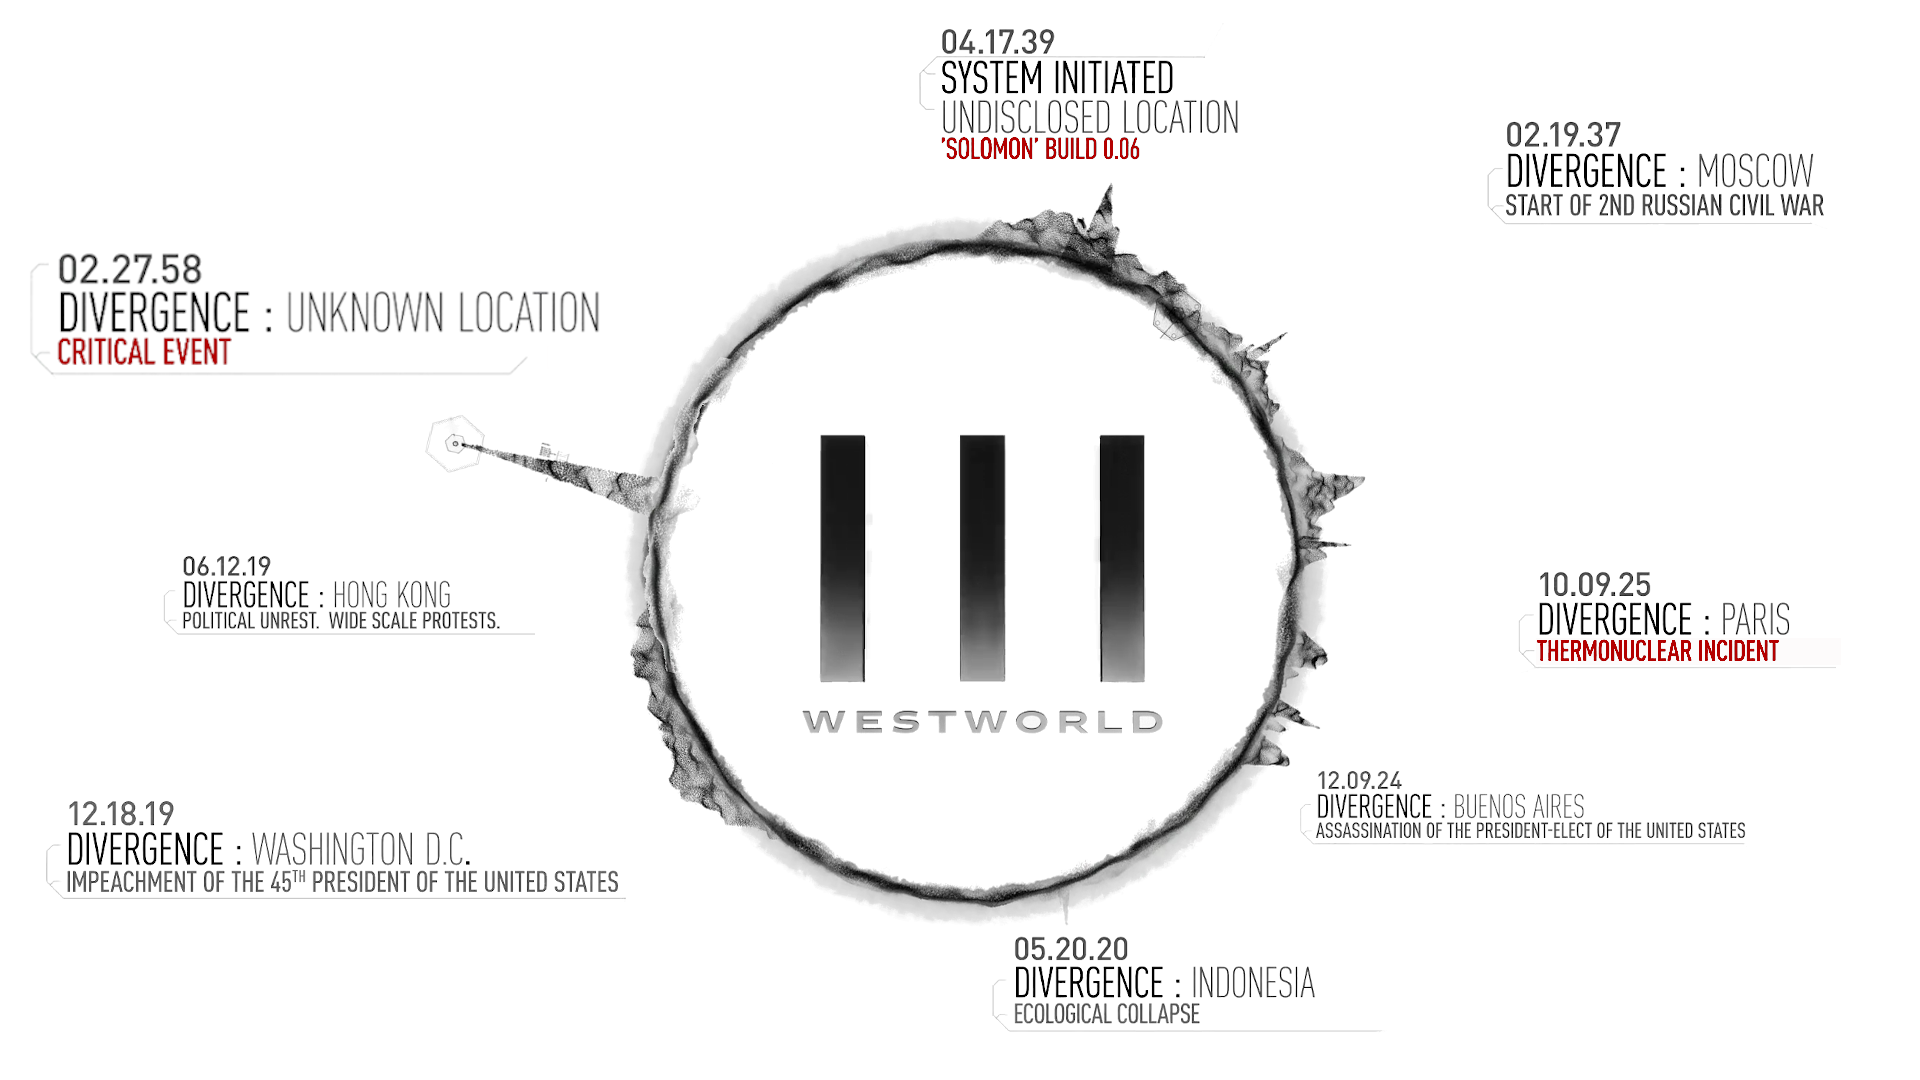 04.17.39
SYSTEM INITIATED
UNDISCLOSED LOCATION
'SOLOMON' BUILD 0.06
02.19.37
DIVERGENCE : MOSCOW
START OF 2ND RUSSIAN CIVIL WAR
02.27.58
DIVERGENCE : UNKNOWN LOCATION
CRITICAL EVENT
06.12.19
DIVERGENCE : HONG KONG
POLITICAL UNREST. WIDE SCALE PROTESTS.
10.09.25
DIVERGENCE : PARIS
THERMONUCLEAR INCIDENT
WESTWORLD
12.18.19
DIVERGENCE : WASHINGTON D.C.
IMPEACHMENT OF THE 45TH PRESIDENT OF THE UNITED STATES
12.09.24
DIVERGENCE : BUENOS AIRES
ASSASSINATION OF THE PRESIDENT-ELECT OF THE UNITED STATES
05.20.20
DIVERGENCE : INDONESIA
ECOLOGICAL COLLAPSE